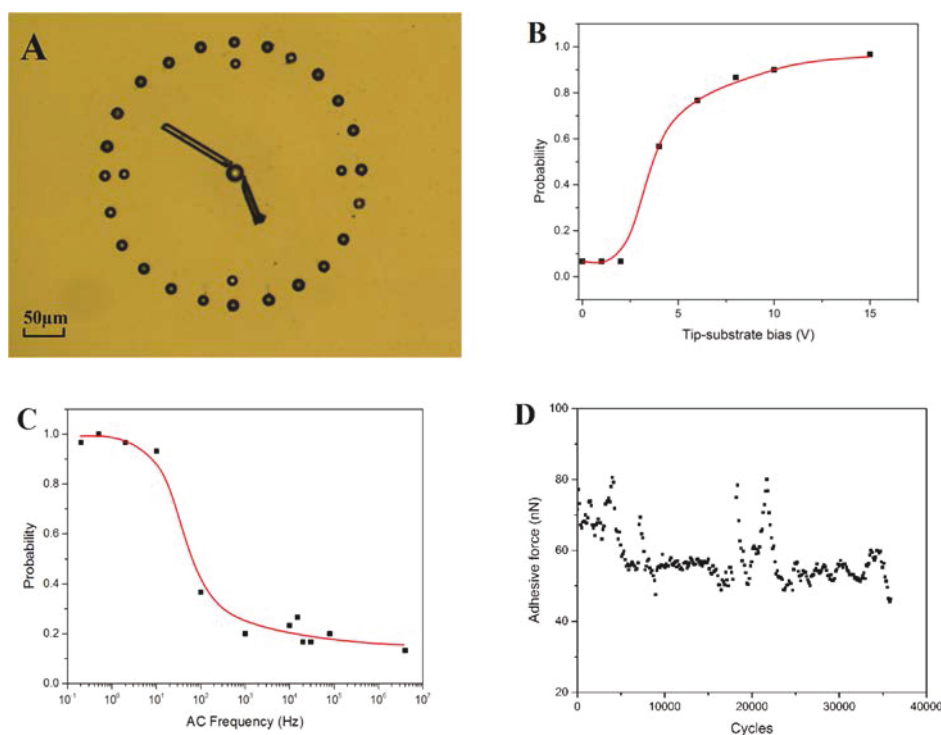 A
50μm
B
Probability
1.0
0.8
0.6
0.4
0.2
0.0
0
5
10
15
Tip-substrate bias (V)
C
Probability
1.0
0.8
0.6
0.4
0.2
0.0
10⁻¹ 10⁰ 10¹ 10² 10³ 10⁴ 10⁵ 10⁶ 10⁷
AC Frequency (Hz)
D
Adhesive force (nN)
100
80
60
40
20
0 10000 20000 30000 40000
Cycles